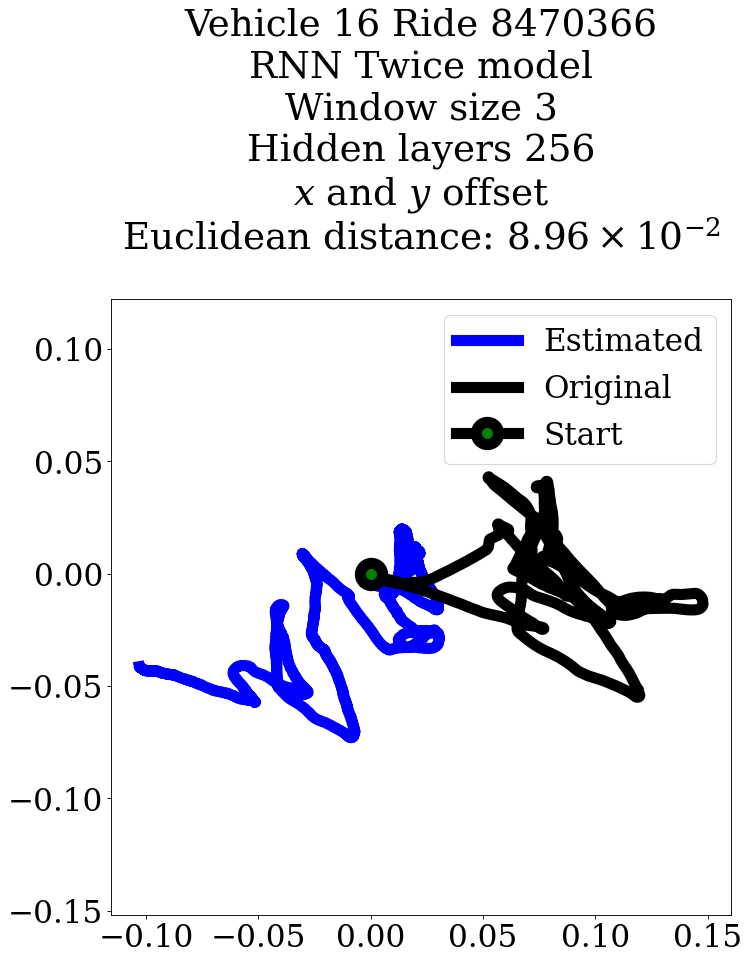 Vehicle 16 Ride 8470366
RNN Twice model
Window size 3
Hidden layers 256
x and y offset
Euclidean distance: 8.96 × 10⁻²
Estimated
Original
Start
0.10
0.05
0.00
−0.05
−0.10
−0.15
−0.10 −0.05 0.00 0.05 0.10 0.15